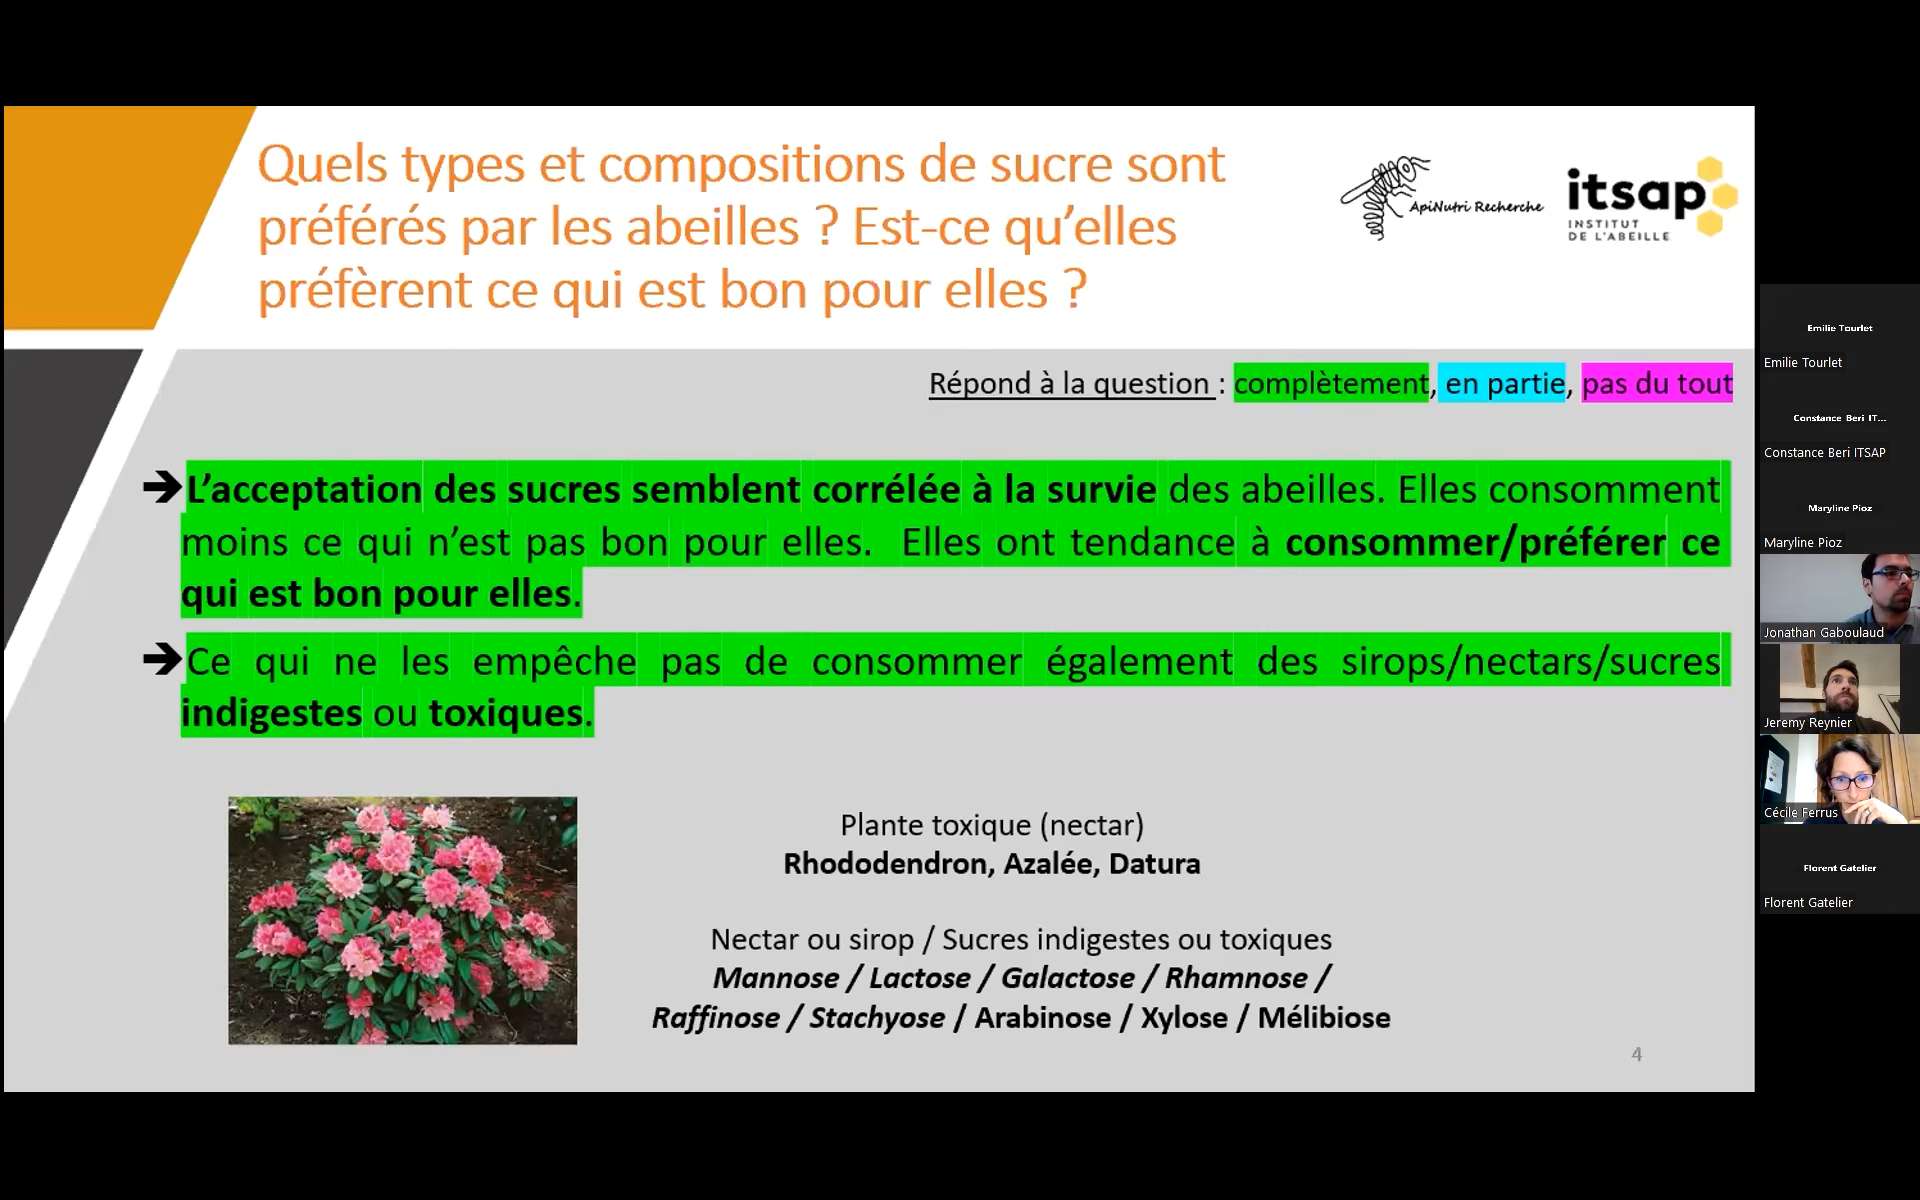 Quels types et compositions de sucre sont
préférés par les abeilles ? Est-ce qu’elles
préfèrent ce qui est bon pour elles ?
ApiNutri Recherche
itsap
INSTITUT
DE L'ABEILLE
Répond à la question : complètement, en partie, pas du tout
➔L’acceptation des sucres semblent corrélée à la survie des abeilles. Elles consomment
moins ce qui n’est pas bon pour elles. Elles ont tendance à consommer/préférer ce
qui est bon pour elles.
➔Ce qui ne les empêche pas de consommer également des sirops/nectars/sucres
indigestes ou toxiques.
Plante toxique (nectar)
Rhododendron, Azalée, Datura
Nectar ou sirop / Sucres indigestes ou toxiques
Mannose / Lactose / Galactose / Rhamnose /
Raffinose / Stachyose / Arabinose / Xylose / Mélibiose
4
Emilie Tourlet
Emilie Tourlet
Constance Beri IT...
Constance Beri ITSAP
Maryline Pioz
Maryline Pioz
Jonathan Gaboulaud
Jeremy Reynier
Cécile Ferrus
Florent Gatelier
Florent Gatelier